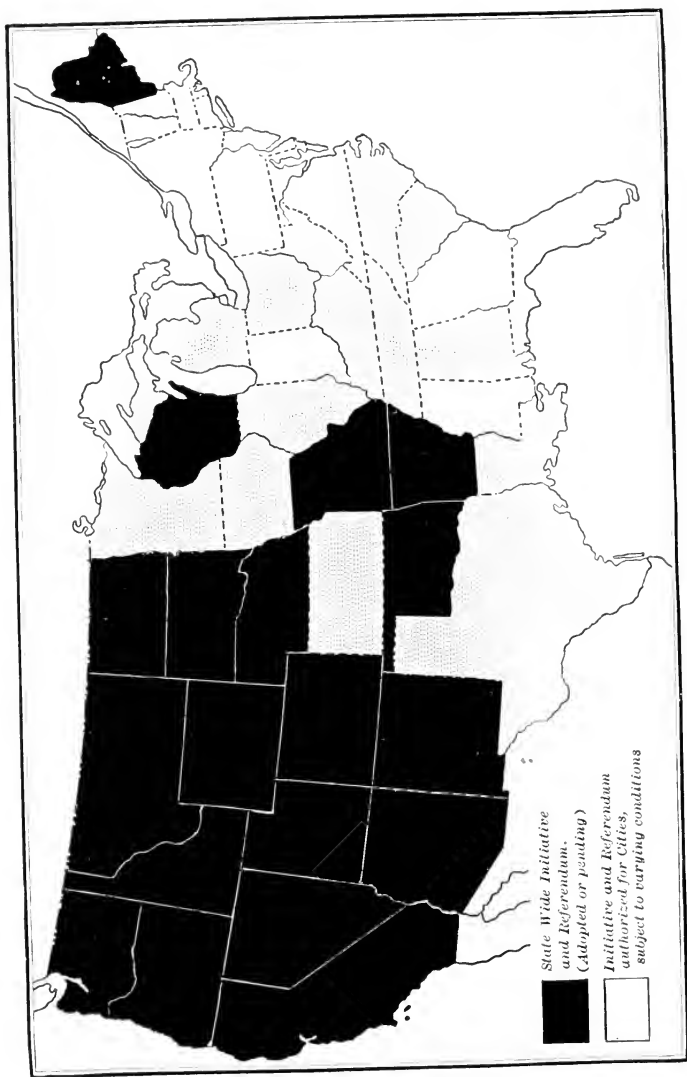 State Wide Initiative
and Referendum.
(Adopted or pending)
Initiative and Referendum
authorized for Cities,
subject to varying conditions